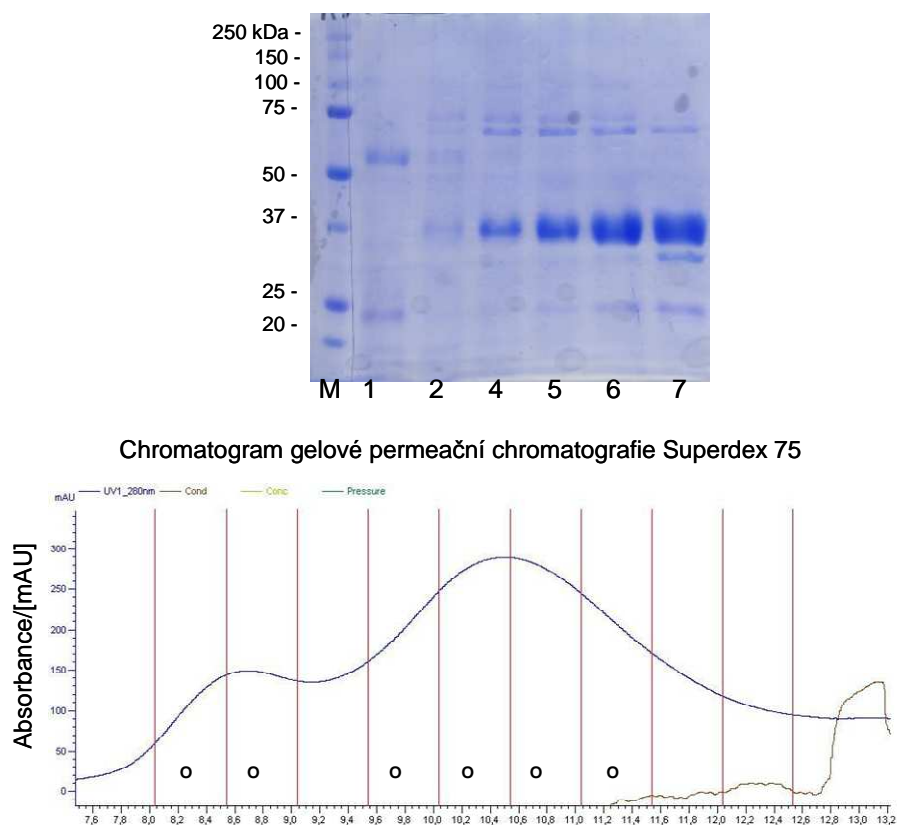 250 kDa -
150 -
100 -
75 -
50 -
37 -
25 -
20 -
M 1 2 4 5 6 7
Chromatogram gelové permeační chromatografie Superdex 75
mAU UV1_280nm Cond Conc Pressure
Absorbance/[mAU]
300
250
200
150
100
50
0
o o o o o o
7,6 7,8 8,0 8,2 8,4 8,6 8,8 9,0 9,2 9,4 9,6 9,8 10,0 10,2 10,4 10,6 10,8 11,0 11,2 11,4 11,6 11,8 12,0 12,2 12,4 12,6 12,8 13,0 13,2